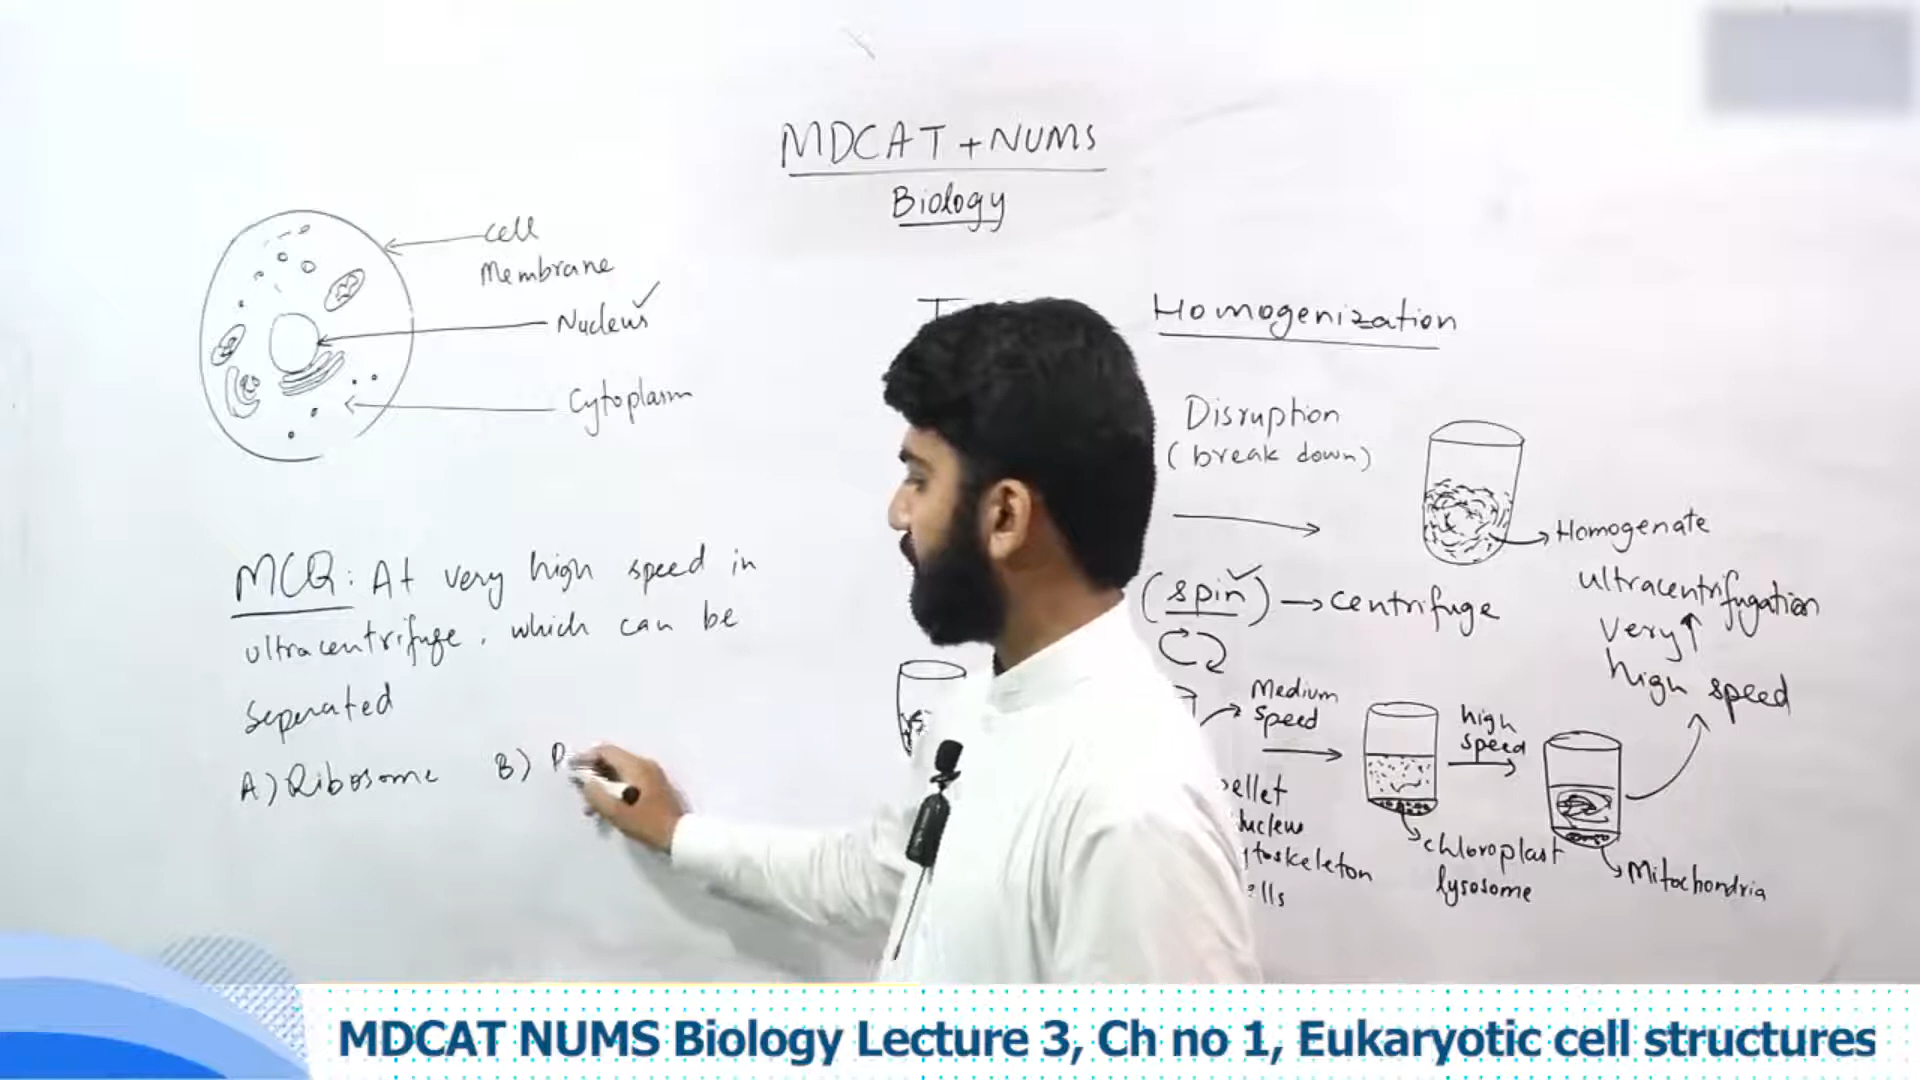 MDCAT + NUMS
Biology
Cell
Membrane
Nucleus
Cytoplasm
MCQ: At very high speed in
ultracentrifuge, which can be
Seperated
A) Ribosome B)
Homogenization
Disruption
(break down)
Homogenate
(spin) → centrifuge
ultracentrifugation
very
high speed
Medium
speed
high
speed
chloroplast
lysosome
Mitochondria
MDCAT NUMS Biology Lecture 3, Ch no 1, Eukaryotic cell structures